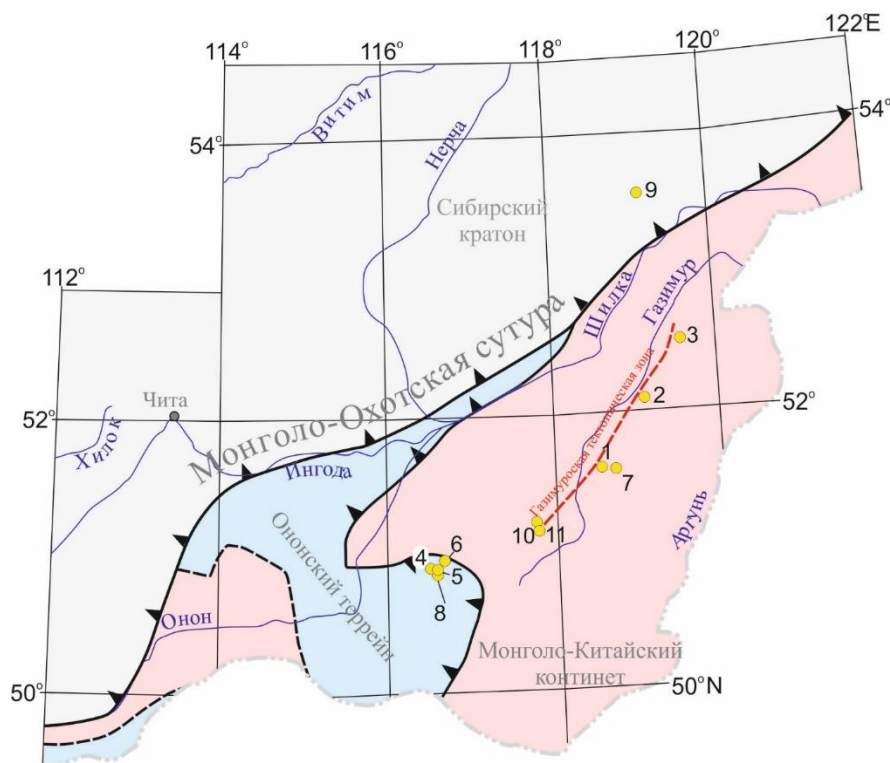 122°E
120°
118°
116°
114°
54°
54°
Витим
Нерча
9
Сибирский
кратон
112°
Шилка
Газимур
3
Монголо-Охотская сутура
Чита
2
52°
52°
Хилок
Газимуроская тектоническая зона
Ингода
1
7
Аргунь
10
11
6
4
5
8
Ононский террейн
Онон
Монголо-Китайский
континет
50°
50°N